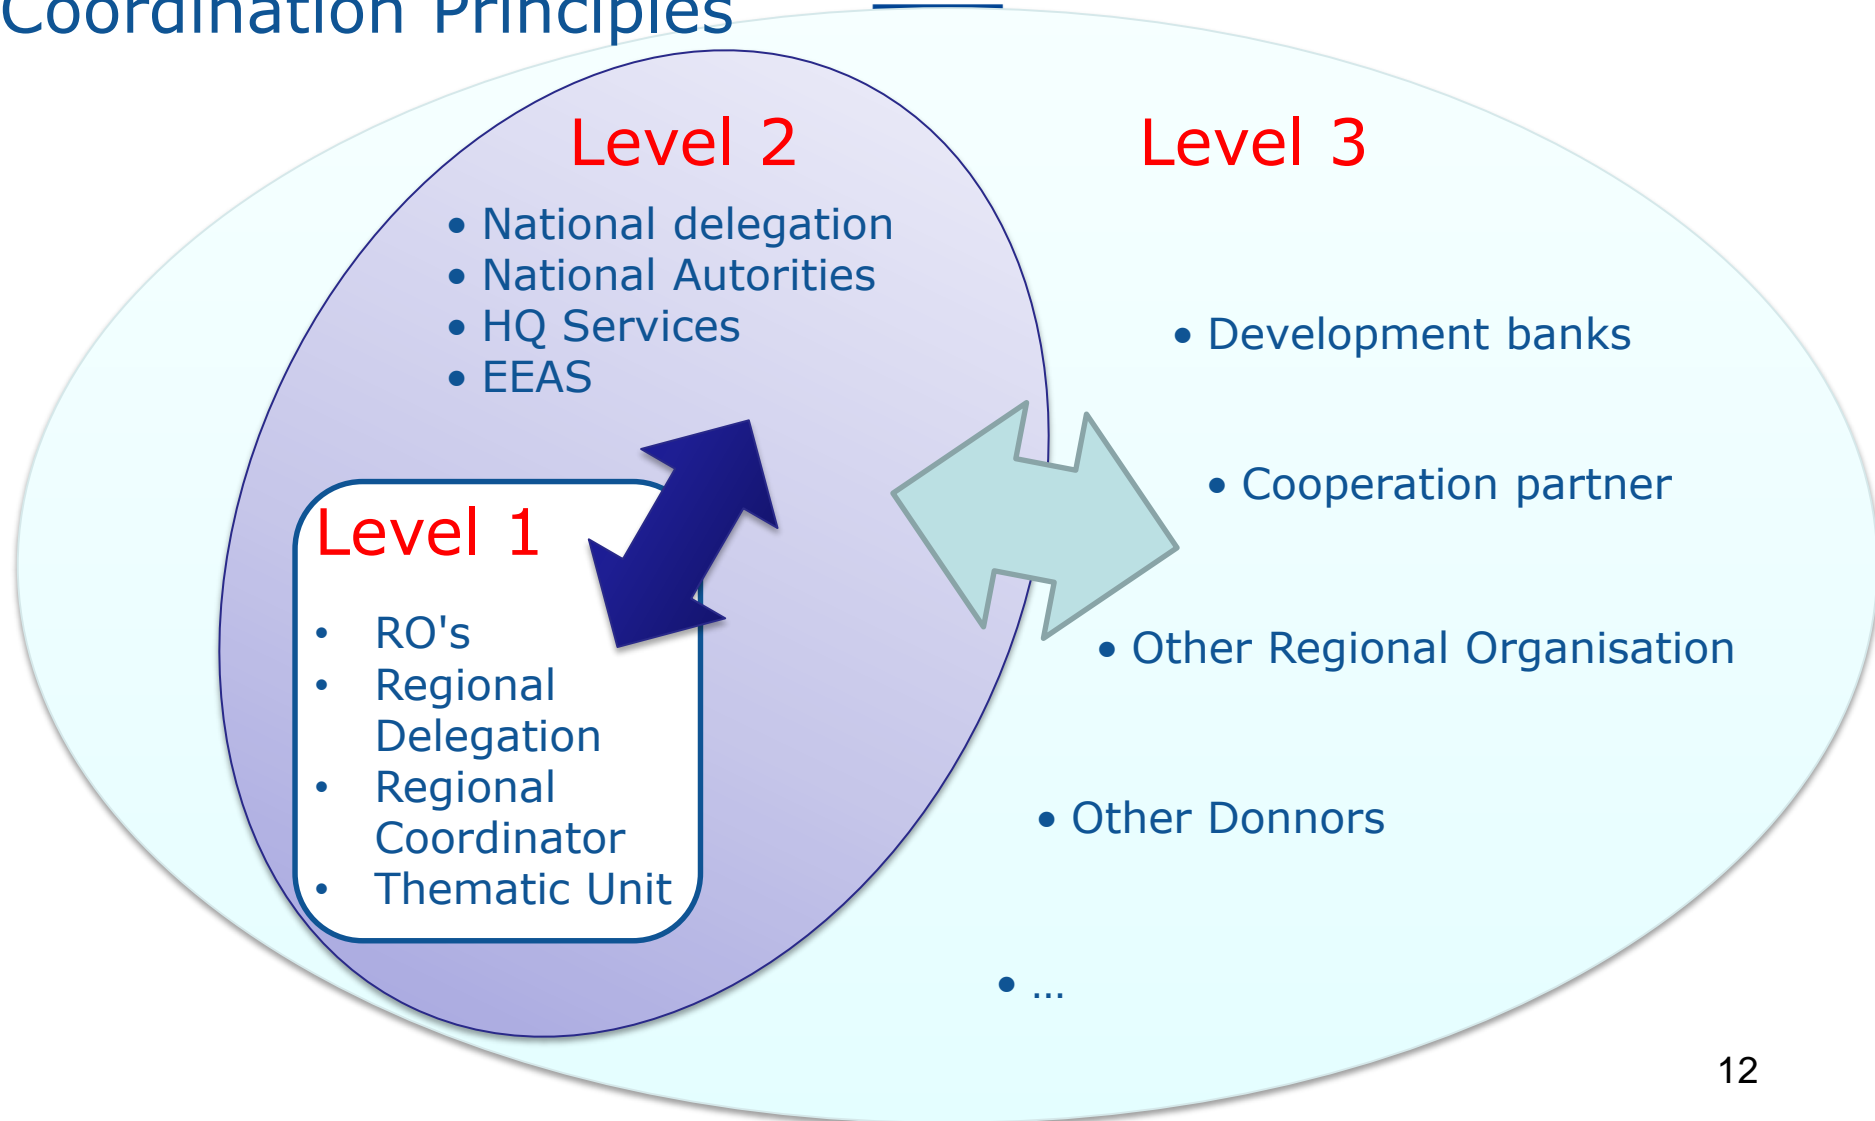 Coordination Principles
Level 2
• National delegation
• National Autorities
• HQ Services
• EEAS
Level 1
• RO's
• Regional
Delegation
• Regional
Coordinator
• Thematic Unit
Level 3
• Development banks
• Cooperation partner
• Other Regional Organisation
• Other Donnors
• ...
12